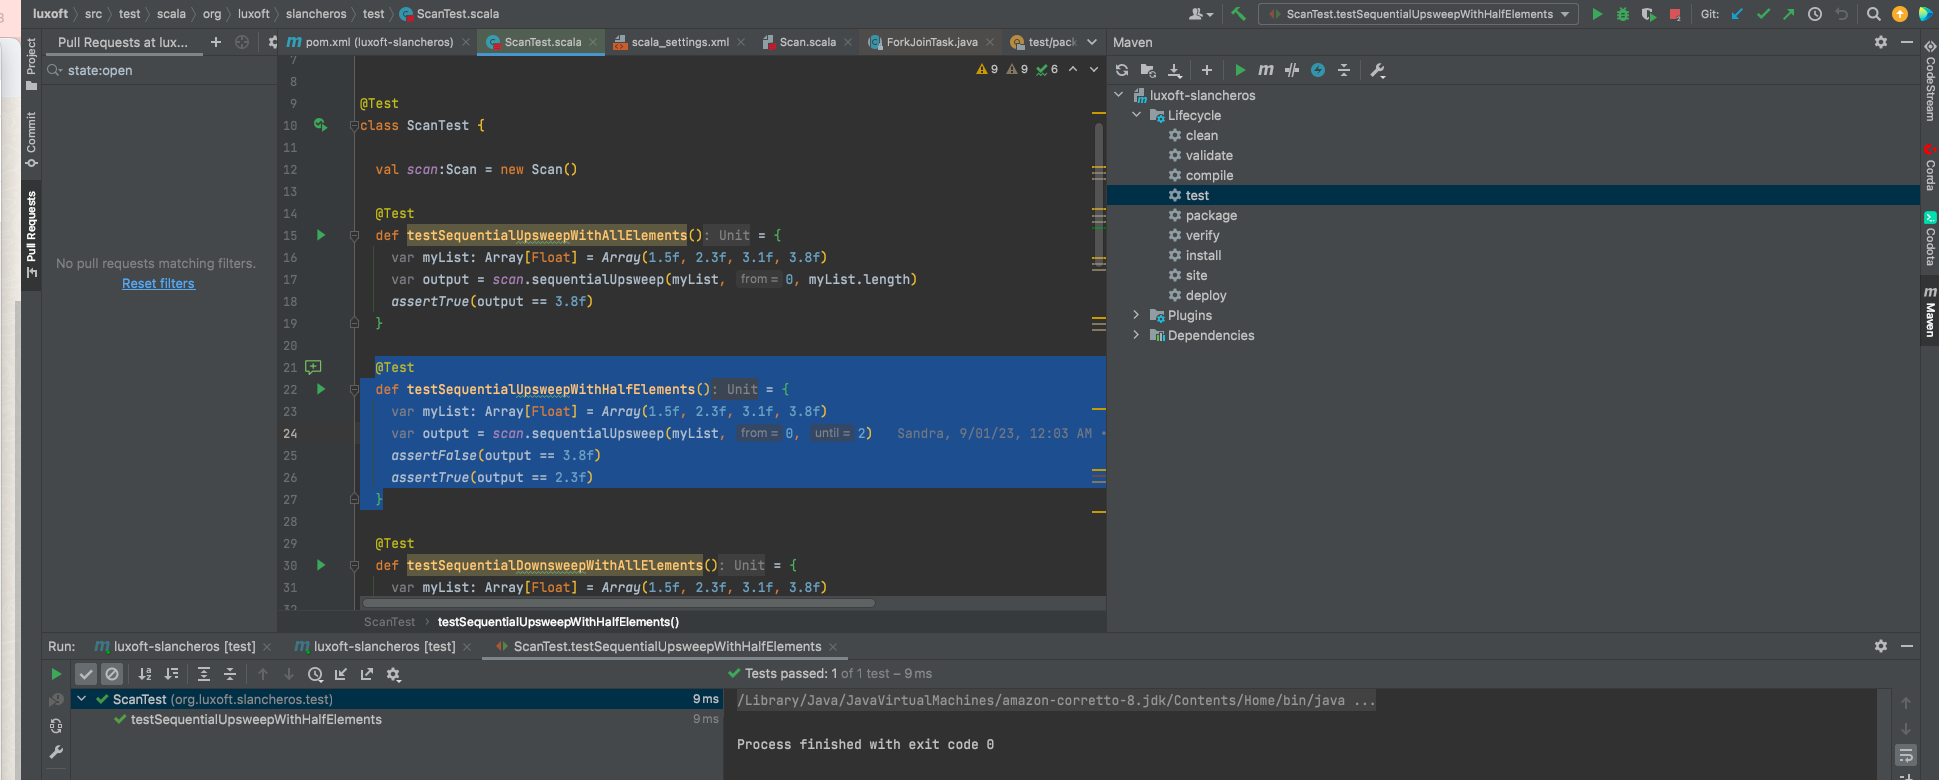 luxoft › src › test › scala › org › luxoft › slancheros › test › ScanTest.scala
ScanTest.testSequentialUpsweepWithHalfElements
Git:
Project
Commit
Pull Requests
Pull Requests at lux...
state:open
No pull requests matching filters.
Reset filters
pom.xml (luxoft-slancheros)
ScanTest.scala
scala_settings.xml
Scan.scala
ForkJoinTask.java
test/pack
9 9 6
7
8
9 @Test
10 class ScanTest {
11
12 val scan:Scan = new Scan()
13
14 @Test
15 def testSequentialUpsweepWithAllElements(): Unit = {
16 var myList: Array[Float] = Array(1.5f, 2.3f, 3.1f, 3.8f)
17 var output = scan.sequentialUpsweep(myList, from = 0, myList.length)
18 assertTrue(output == 3.8f)
19 }
20
21 @Test
22 def testSequentialUpsweepWithHalfElements(): Unit = {
23 var myList: Array[Float] = Array(1.5f, 2.3f, 3.1f, 3.8f)
24 var output = scan.sequentialUpsweep(myList, from = 0, until = 2) Sandra, 9/01/23, 12:03 AM •
25 assertFalse(output == 3.8f)
26 assertTrue(output == 2.3f)
27 }
28
29 @Test
30 def testSequentialDownsweepWithAllElements(): Unit = {
31 var myList: Array[Float] = Array(1.5f, 2.3f, 3.1f, 3.8f)
32
ScanTest › testSequentialUpsweepWithHalfElements()
Maven
luxoft-slancheros
Lifecycle
clean
validate
compile
test
package
verify
install
site
deploy
Plugins
Dependencies
CodeStream
Corda
Codota
Maven
Run:
luxoft-slancheros [test]
luxoft-slancheros [test]
ScanTest.testSequentialUpsweepWithHalfElements
Tests passed: 1 of 1 test – 9 ms
ScanTest (org.luxoft.slancheros.test) 9 ms
testSequentialUpsweepWithHalfElements 9 ms
/Library/Java/JavaVirtualMachines/amazon-corretto-8.jdk/Contents/Home/bin/java ...
Process finished with exit code 0